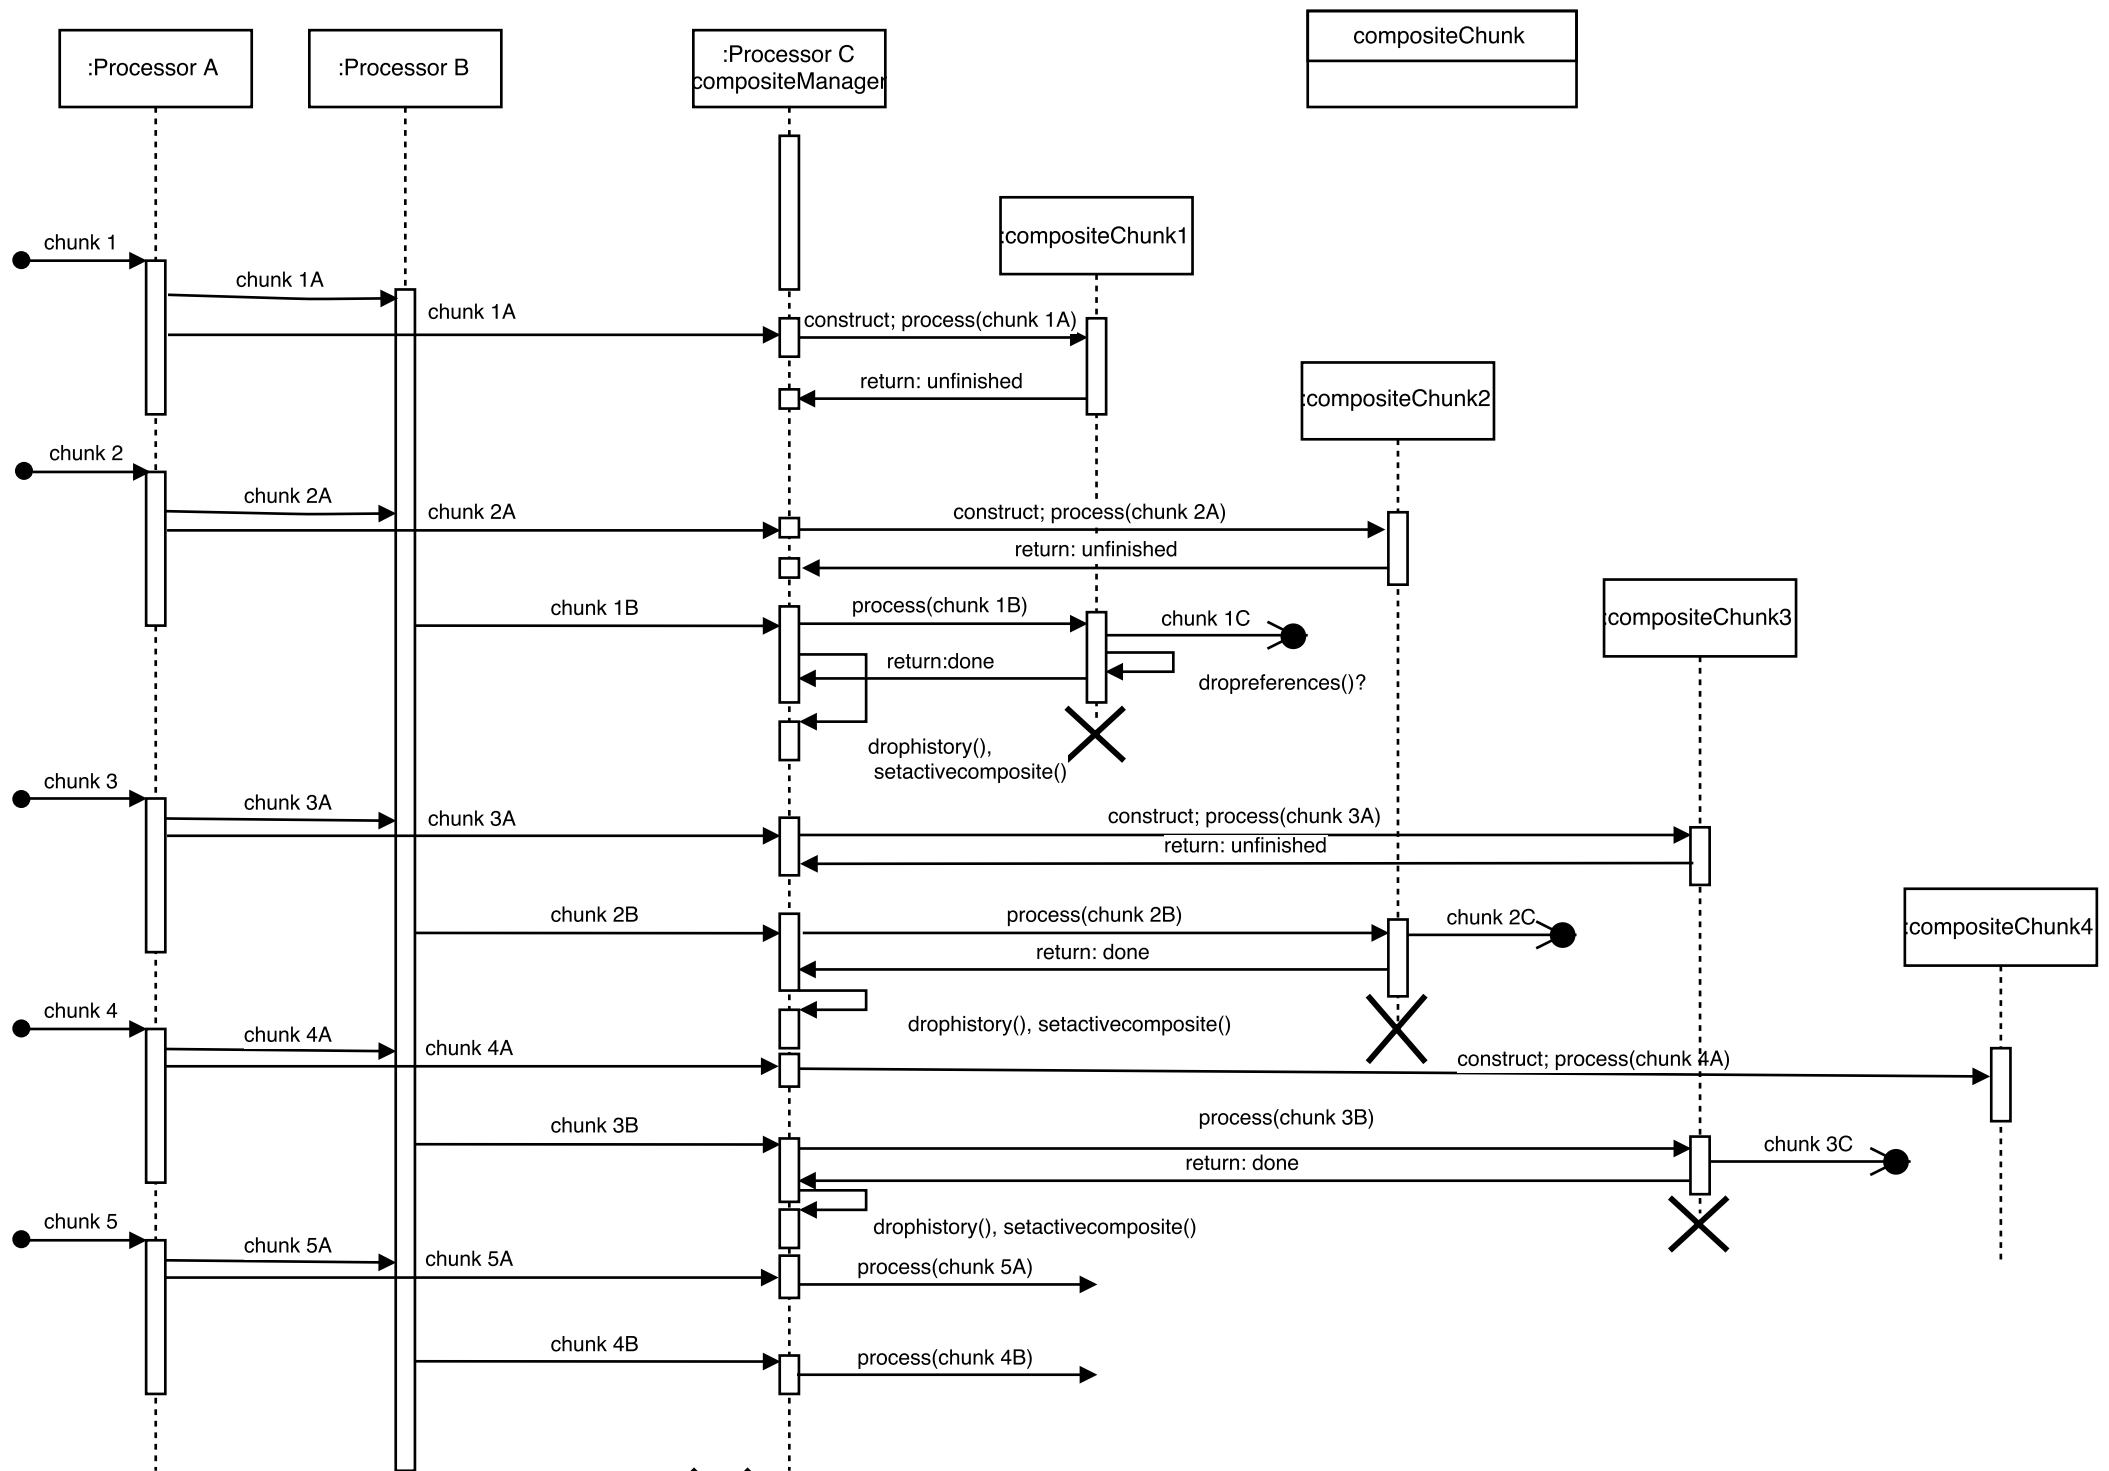 :Processor A
:Processor B
:Processor C
compositeManager
compositeChunk
:compositeChunk1
chunk 1
chunk 1A
chunk 1A
construct; process(chunk 1A)
return: unfinished
:compositeChunk2
chunk 2
chunk 2A
chunk 2A
construct; process(chunk 2A)
return: unfinished
chunk 1B
process(chunk 1B)
chunk 1C
:compositeChunk3
return:done
dropreferences()?
drophistory(),
setactivecomposite()
chunk 3
chunk 3A
chunk 3A
construct; process(chunk 3A)
return: unfinished
chunk 2B
process(chunk 2B)
chunk 2C
:compositeChunk4
return: done
chunk 4
drophistory(), setactivecomposite()
chunk 4A
chunk 4A
construct; process(chunk 4A)
chunk 3B
process(chunk 3B)
chunk 3C
return: done
chunk 5
drophistory(), setactivecomposite()
chunk 5A
chunk 5A
process(chunk 5A)
chunk 4B
process(chunk 4B)